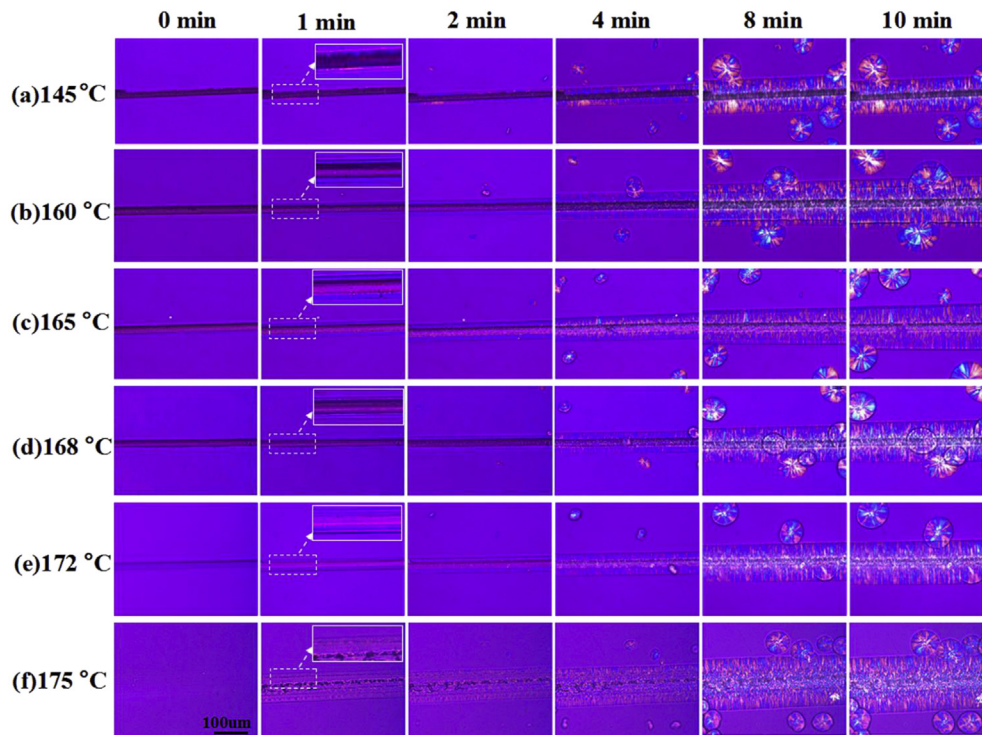 0 min 1 min 2 min 4 min 8 min 10 min
(a)145 °C
(b)160 °C
(c)165 °C
(d)168 °C
(e)172 °C
(f)175 °C
100um